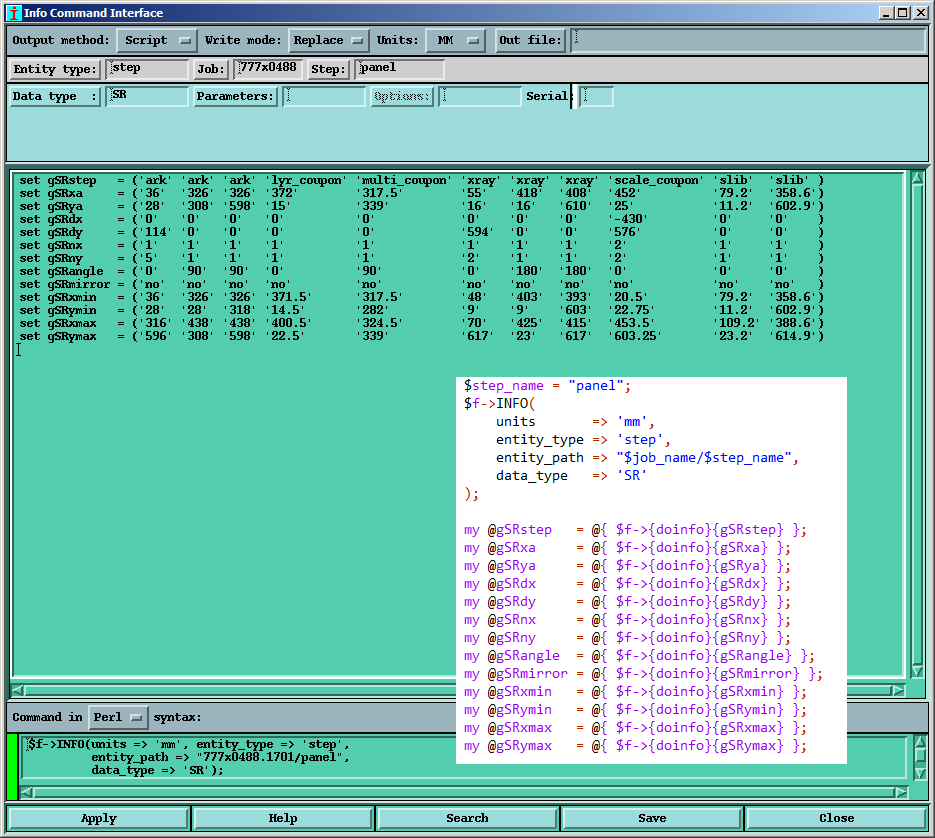 Info Command Interface
Output method: Script Write mode: Replace Units: MM Out file:
Entity type: step Job: 777x0488 Step: panel
Data type : SR Parameters: Options: Serial:
set gSRstep = ('ark' 'ark' 'ark' 'lyr_coupon' 'multi_coupon' 'xray' 'xray' 'xray' 'scale_coupon' 'slib' 'slib' )
set gSRxa = ('36' '326' '326' '372' '317.5' '55' '418' '408' '452' '79.2' '358.6')
set gSRya = ('28' '308' '598' '15' '339' '16' '16' '610' '25' '11.2' '602.9')
set gSRdx = ('0' '0' '0' '0' '0' '0' '0' '0' '-430' '0' '0' )
set gSRdy = ('114' '0' '0' '0' '0' '594' '0' '0' '576' '0' '0' )
set gSRnx = ('1' '1' '1' '1' '1' '1' '1' '1' '2' '1' '1' )
set gSRny = ('5' '1' '1' '1' '1' '2' '1' '1' '2' '1' '1' )
set gSRangle = ('0' '90' '90' '0' '90' '0' '180' '180' '0' '0' '0' )
set gSRmirror = ('no' 'no' 'no' 'no' 'no' 'no' 'no' 'no' 'no' 'no' 'no' )
set gSRxmin = ('36' '326' '326' '371.5' '317.5' '48' '403' '393' '20.5' '79.2' '358.6')
set gSRymin = ('28' '28' '318' '14.5' '282' '9' '9' '603' '22.75' '11.2' '602.9')
set gSRxmax = ('316' '438' '438' '400.5' '324.5' '70' '425' '415' '453.5' '109.2' '388.6')
set gSRymax = ('596' '308' '598' '22.5' '339' '617' '23' '617' '603.25' '23.2' '614.9')
$step_name = "panel";
$f->INFO(
units => 'mm',
entity_type => 'step',
entity_path => "$job_name/$step_name",
data_type => 'SR'
);
my @gSRstep = @{ $f->{doinfo}{gSRstep} };
my @gSRxa = @{ $f->{doinfo}{gSRxa} };
my @gSRya = @{ $f->{doinfo}{gSRya} };
my @gSRdx = @{ $f->{doinfo}{gSRdx} };
my @gSRdy = @{ $f->{doinfo}{gSRdy} };
my @gSRnx = @{ $f->{doinfo}{gSRnx} };
my @gSRny = @{ $f->{doinfo}{gSRny} };
my @gSRangle = @{ $f->{doinfo}{gSRangle} };
my @gSRmirror = @{ $f->{doinfo}{gSRmirror} };
my @gSRxmin = @{ $f->{doinfo}{gSRxmin} };
my @gSRymin = @{ $f->{doinfo}{gSRymin} };
my @gSRxmax = @{ $f->{doinfo}{gSRxmax} };
my @gSRymax = @{ $f->{doinfo}{gSRymax} };
Command in Perl syntax:
$f->INFO(units => 'mm', entity_type => 'step',
entity_path => "777x0488.1701/panel",
data_type => 'SR');
Apply Help Search Save Close